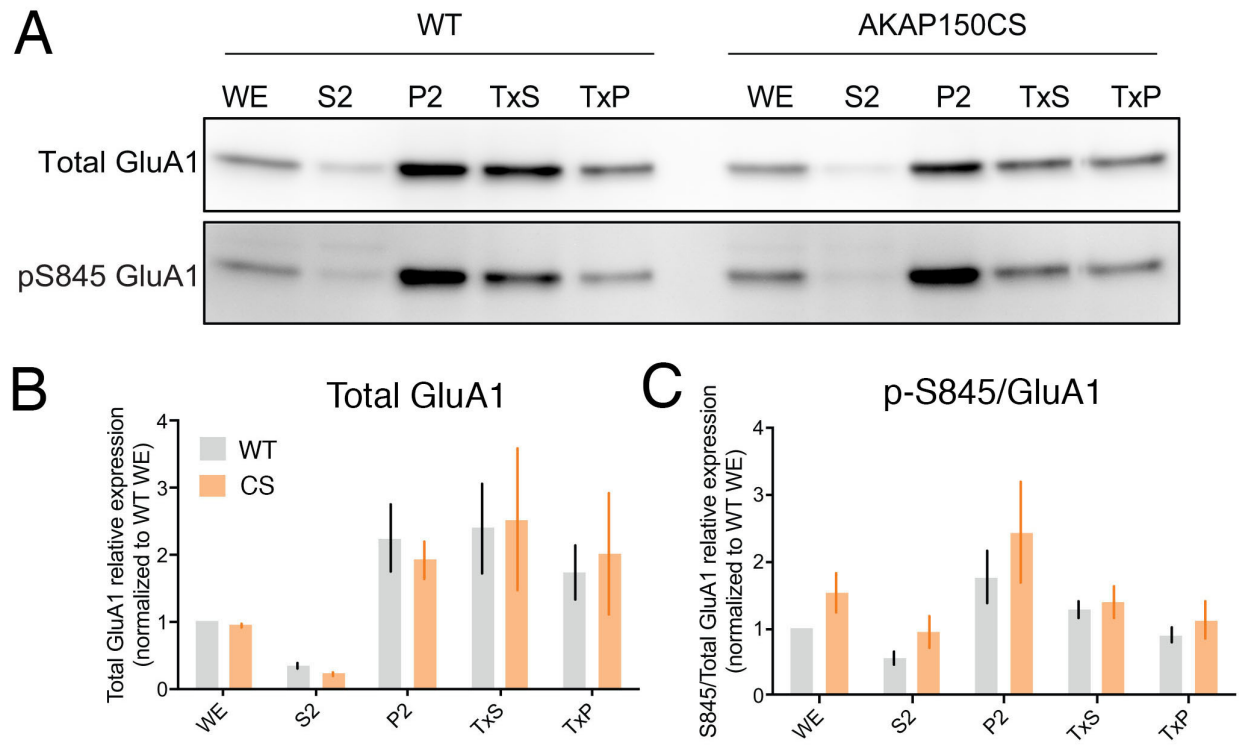 A
WT AKAP150CS
WE S2 P2 TxS TxP WE S2 P2 TxS TxP
Total GluA1
pS845 GluA1
B
Total GluA1
Total GluA1 relative expression
(normalized to WT WE)
4
3
2
1
0
WT
CS
WE S2 P2 TxS TxP
C
p-S845/GluA1
S845/Total GluA1 relative expression
(normalized to WT WE)
4
3
2
1
0
WE S2 P2 TxS TxP